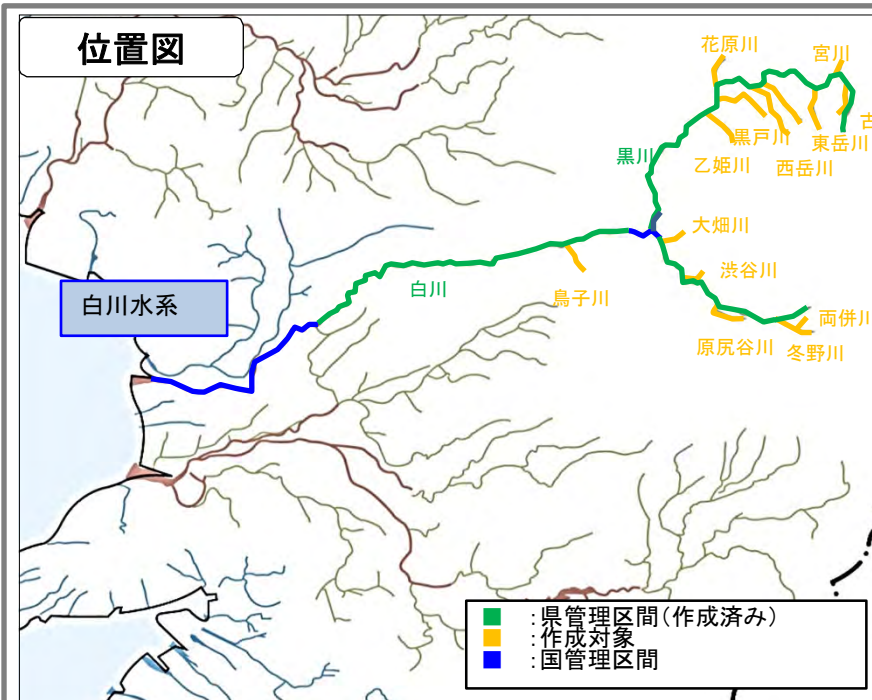 位置図
花原川
宮川
古
東岳川
黒戸川
西岳川
乙姫川
黒川
大畑川
渋谷川
白川
鳥子川
白川水系
両併川
原尻谷川
冬野川
:県管理区間(作成済み)
:作成対象
:国管理区間